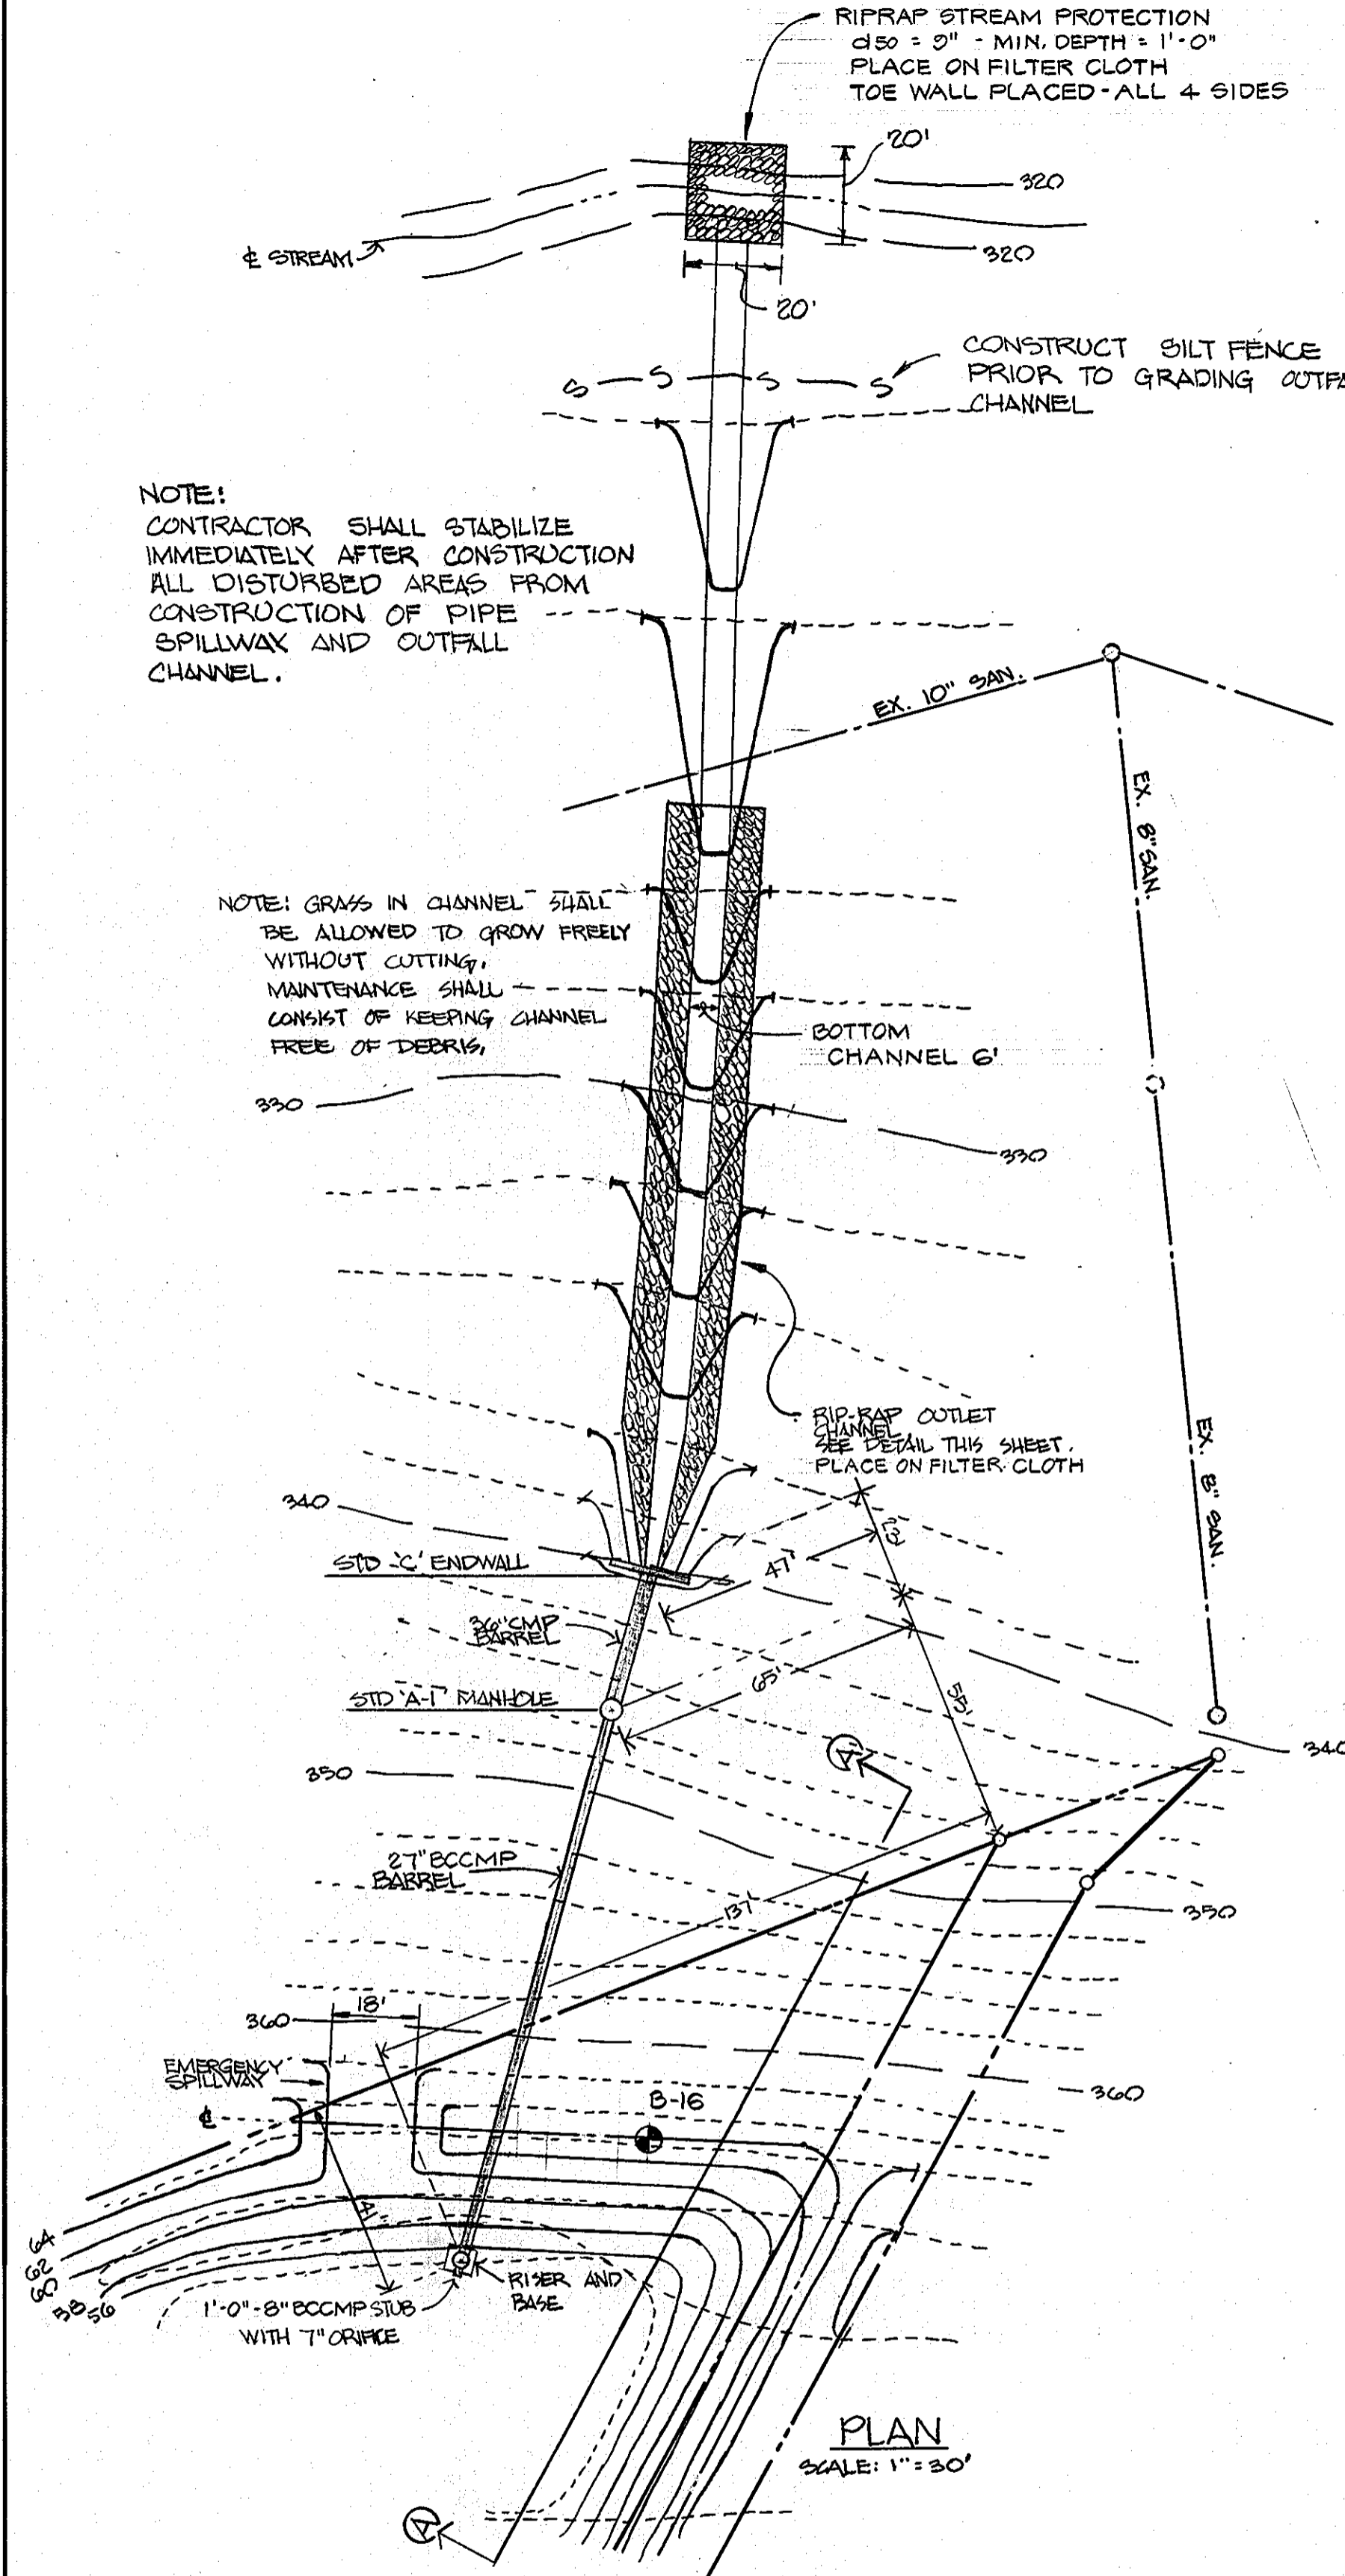 RIPRAP STREAM PROTECTION
d50 = 9" - MIN. DEPTH = 1'-0"
PLACE ON FILTER CLOTH
TOE WALL PLACED - ALL 4 SIDES
20'
320
℄ STREAM
320
20'
CONSTRUCT SILT FENCE
PRIOR TO GRADING OUTFA
CHANNEL
S S S S
NOTE:
CONTRACTOR SHALL STABILIZE
IMMEDIATELY AFTER CONSTRUCTION
ALL DISTURBED AREAS FROM
CONSTRUCTION OF PIPE
SPILLWAY AND OUTFALL
CHANNEL.
EX. 10" SAN.
EX. 8" SAN.
NOTE: GRASS IN CHANNEL SHALL
BE ALLOWED TO GROW FREELY
WITHOUT CUTTING.
MAINTENANCE SHALL
CONSIST OF KEEPING CHANNEL
FREE OF DEBRIS.
BOTTOM
CHANNEL 6'
330
330
RIP-RAP OUTLET
CHANNEL
SEE DETAIL THIS SHEET.
PLACE ON FILTER CLOTH
EX. 8" SAN.
340
23'
STD 'C' ENDWALL
47'
36" CMP
BARREL
65'
STD 'A-1' MANHOLE
55'
A
340
350
27" BCCMP
BARREL
137'
350
18'
360
EMERGENCY
SPILLWAY
360
℄
B-16
41'
64
62
60
58
56
RISER AND
BASE
1'-0"-8" BCCMP STUB
WITH 7" ORIFICE
PLAN
SCALE: 1"=30'
A